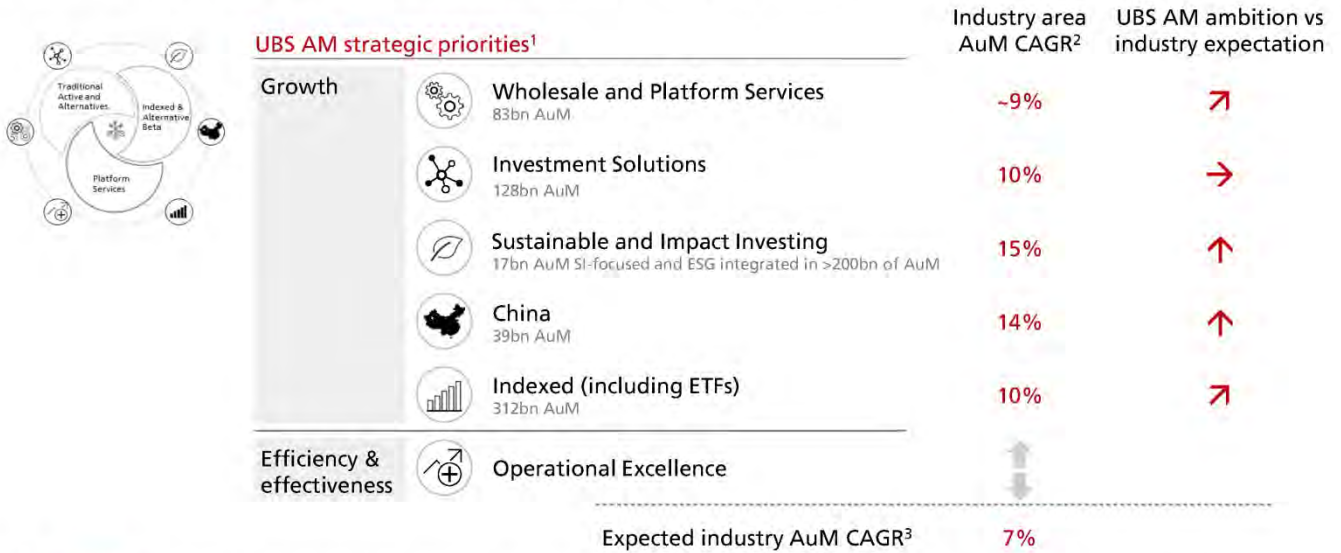 Traditional
Active and
Alternatives
Indexed &
Alternative
Beta
Platform
Services
UBS AM strategic priorities¹
Industry area
AuM CAGR²
UBS AM ambition vs
industry expectation
Growth
Wholesale and Platform Services
83bn AuM
~9%
Investment Solutions
128bn AuM
10%
Sustainable and Impact Investing
17bn AuM SI-focused and ESG integrated in >200bn of AuM
15%
China
39bn AuM
14%
Indexed (including ETFs)
312bn AuM
10%
Efficiency &
effectiveness
Operational Excellence
Expected industry AuM CAGR³
7%